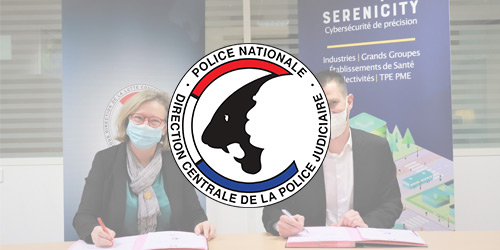 SERENICITY
Cybersécurité de précision
Industries | Grands Groupes
Établissements de Santé
Collectivités | TPE PME
· POLICE NATIONALE ·
DIRECTION CENTRALE DE LA POLICE JUDICIAIRE